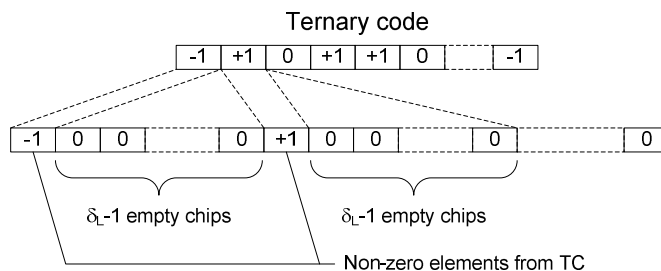 Ternary code
-1 +1 0 +1 +1 0 -1
-1 0 0 0 +1 0 0 0 0
δL-1 empty chips δL-1 empty chips
Non-zero elements from TC